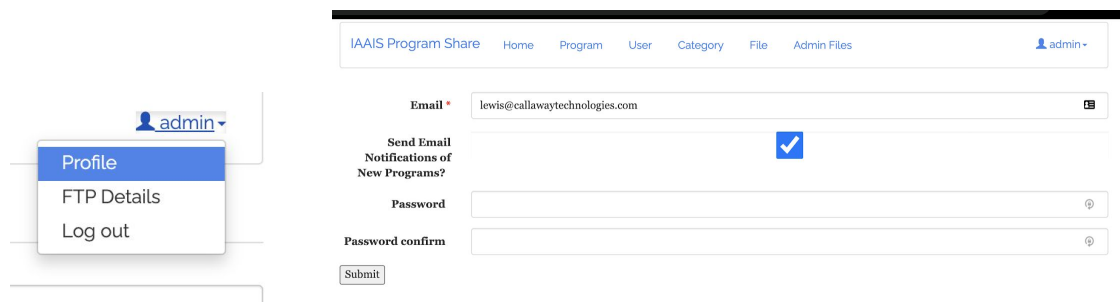 admin
Profile
FTP Details
Log out
IAAIS Program Share Home Program User Category File Admin Files admin
Email * lewis@callawaytechnologies.com
Send Email
Notifications of
New Programs?
Password
Password confirm
Submit